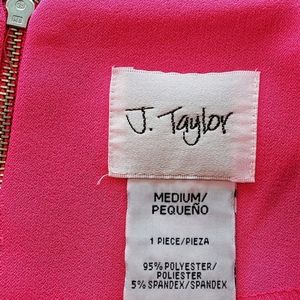 J. Taylor
MEDIUM/
PEQUEÑO
1 PIECE/PIEZA
95% POLYESTER/
POLIESTER
5% SPANDEX/SPANDEX